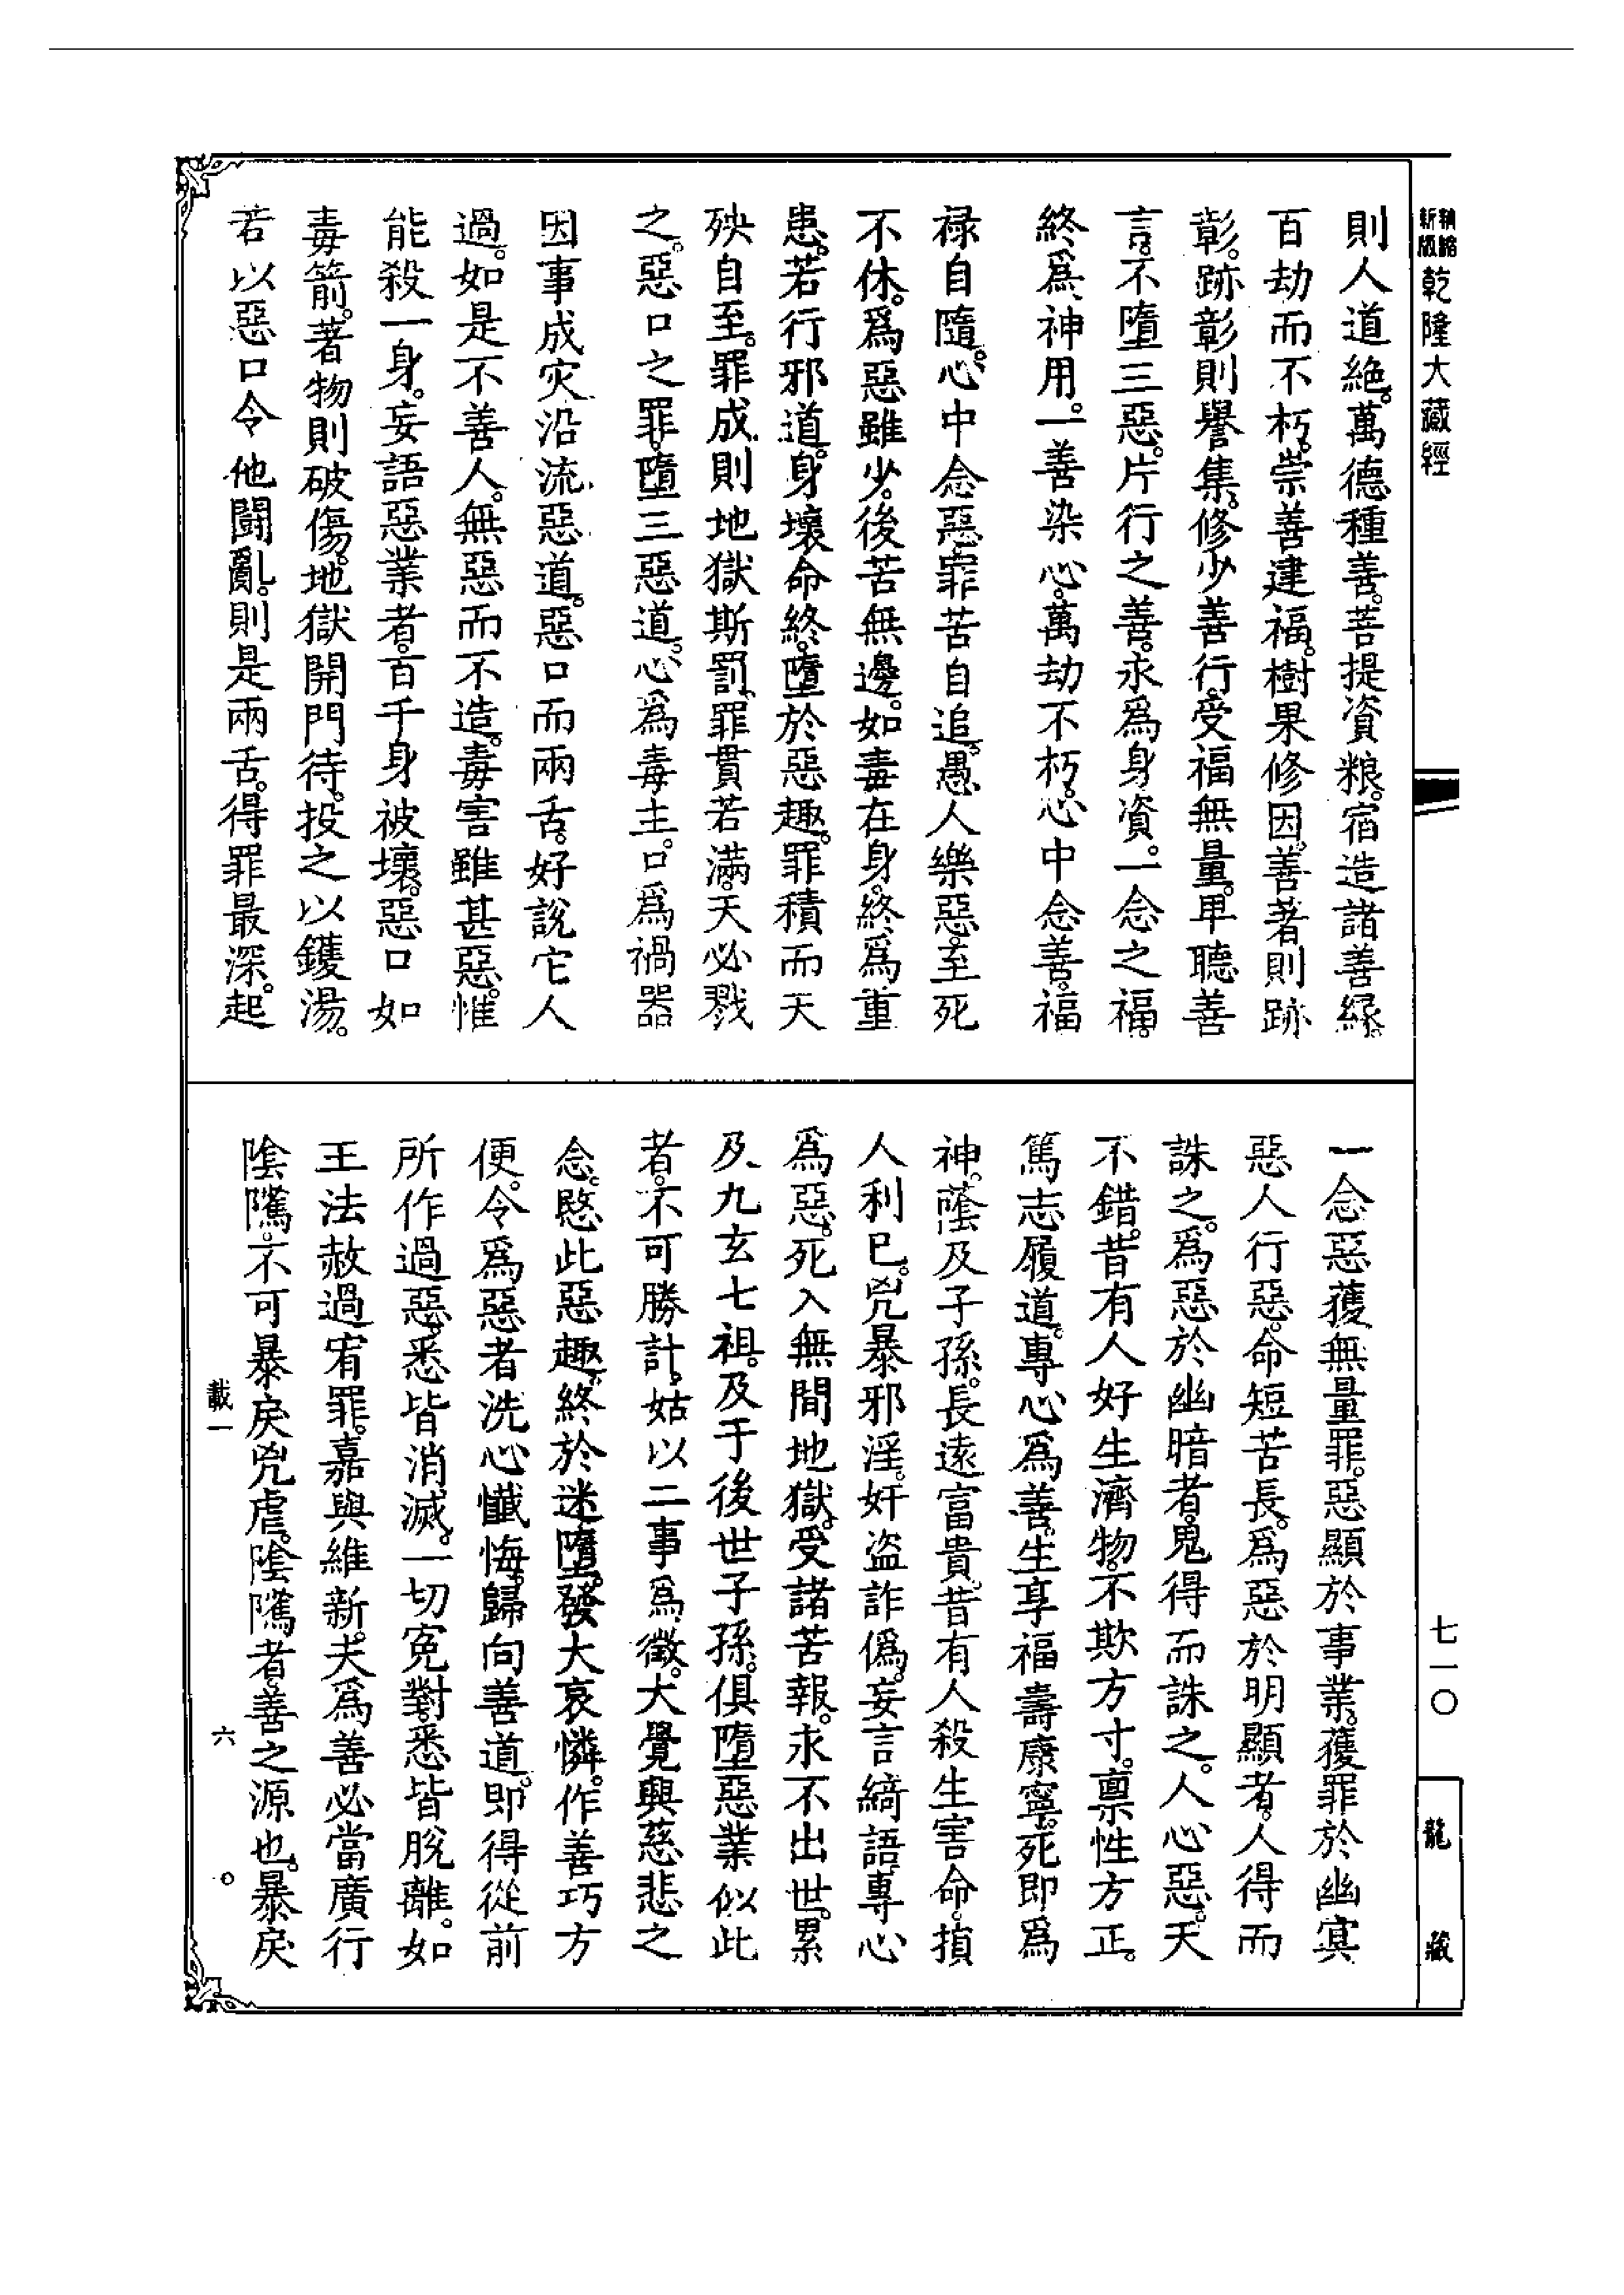 精縮
新版
乾隆大藏經
則人道絶。萬德種善。菩提資粮。宿造諸善緣。
百劫而不朽。崇善建福。樹果修因。善著則跡
彰。跡彰則譽集。修少善行。受福無量。甲聽善
言。不墮三惡。片行之善。永爲身資。一念之福。
終爲神用。一善染心。萬劫不朽。心中念善。福
祿自隨。心中念惡。罪苦自追。愚人樂惡。至死
不休。爲惡雖少。後苦無邊。如毒在身。終爲重
患。若行邪道。身壞命終。墮於惡趣。罪積而天
殃自至。罪成則地獄斯罰。罪貫若滿。天必戮
之。惡口之罪。墮三惡道。心爲毒主。口爲禍器
因事成灾。沿流惡道。惡口而兩舌。好說它人
過。如是不善人。無惡而不造。毒害雖甚惡。惟
能殺一身。妄語惡業者。百千身被壞。惡口如
毒箭。著物則破傷。地獄開門待。投之以鑊湯。
若以惡口令他鬪亂。則是兩舌。得罪最深。起
一念惡獲無量罪。惡顯於事業。獲罪於幽冥
惡人行惡。命短苦長。爲惡於明顯者。人得而
誅之。爲惡於幽暗者。鬼得而誅之。人心惡。天
不錯。昔有人好生濟物。不欺方寸。禀性方正。
篤志履道。專心爲善。生享福壽康寧。死即爲
神。蔭及子孫。長遠富貴。昔有人殺生害命。損
人利已。兇暴邪淫。奸盗詐僞。妄言綺語。專心
爲惡。死入無間地獄。受諸苦報。永不出世。累
及九玄七祖。及于後世子孫。俱墮惡業似此
者。不可勝計。姑以二事爲徵。大覺興慈悲之
念。愍此惡趣。終於迷墮。發大哀憐。作善巧方
便。令爲惡者洗心懺悔。歸向善道。即得從前
所作過惡。悉皆消滅。一切寃對。悉皆脫離。如
王法赦過宥罪。嘉與維新。夫爲善必當廣行
陰隲。不可暴戾兇虐。陰隲者。善之源也。暴戾
載一
六
七一〇
龍藏